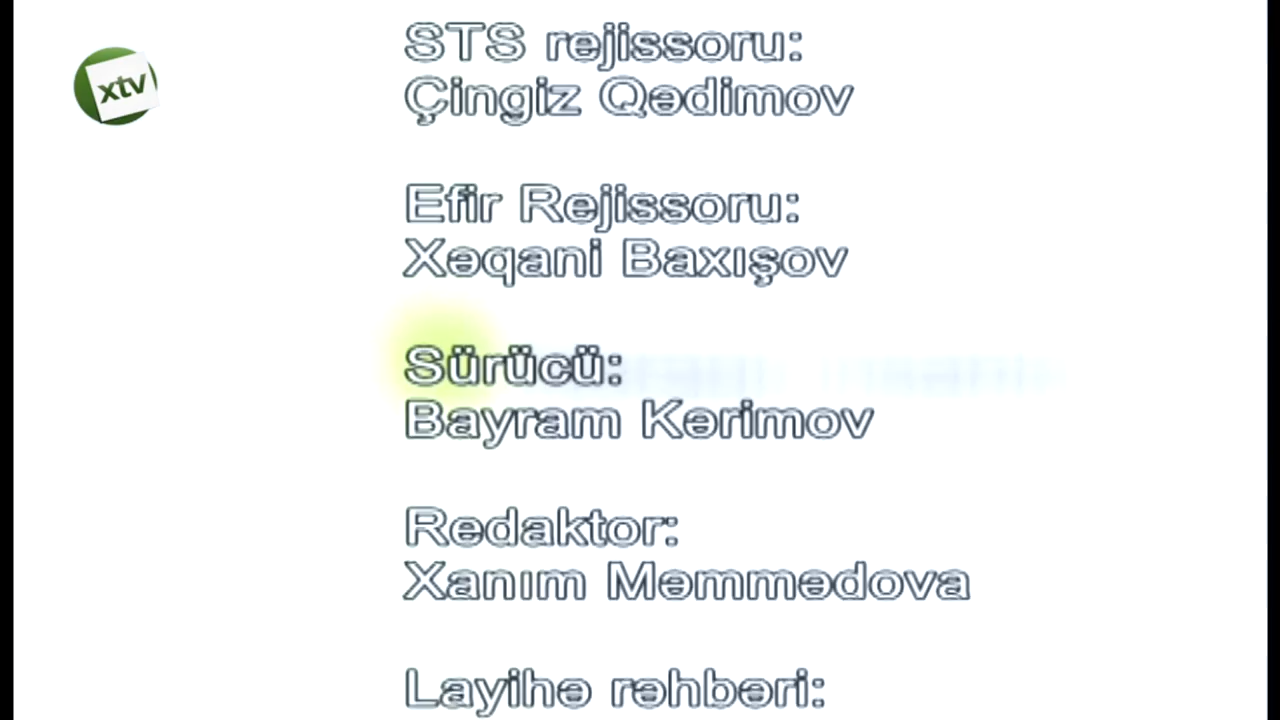 xtv
STS rejissoru:
Çingiz Qədimov
Efir Rejissoru:
Xəqani Baxışov
Sürücü:
Bayram Kərimov
Redaktor:
Xanım Məmmədova
Layihə rəhbəri: